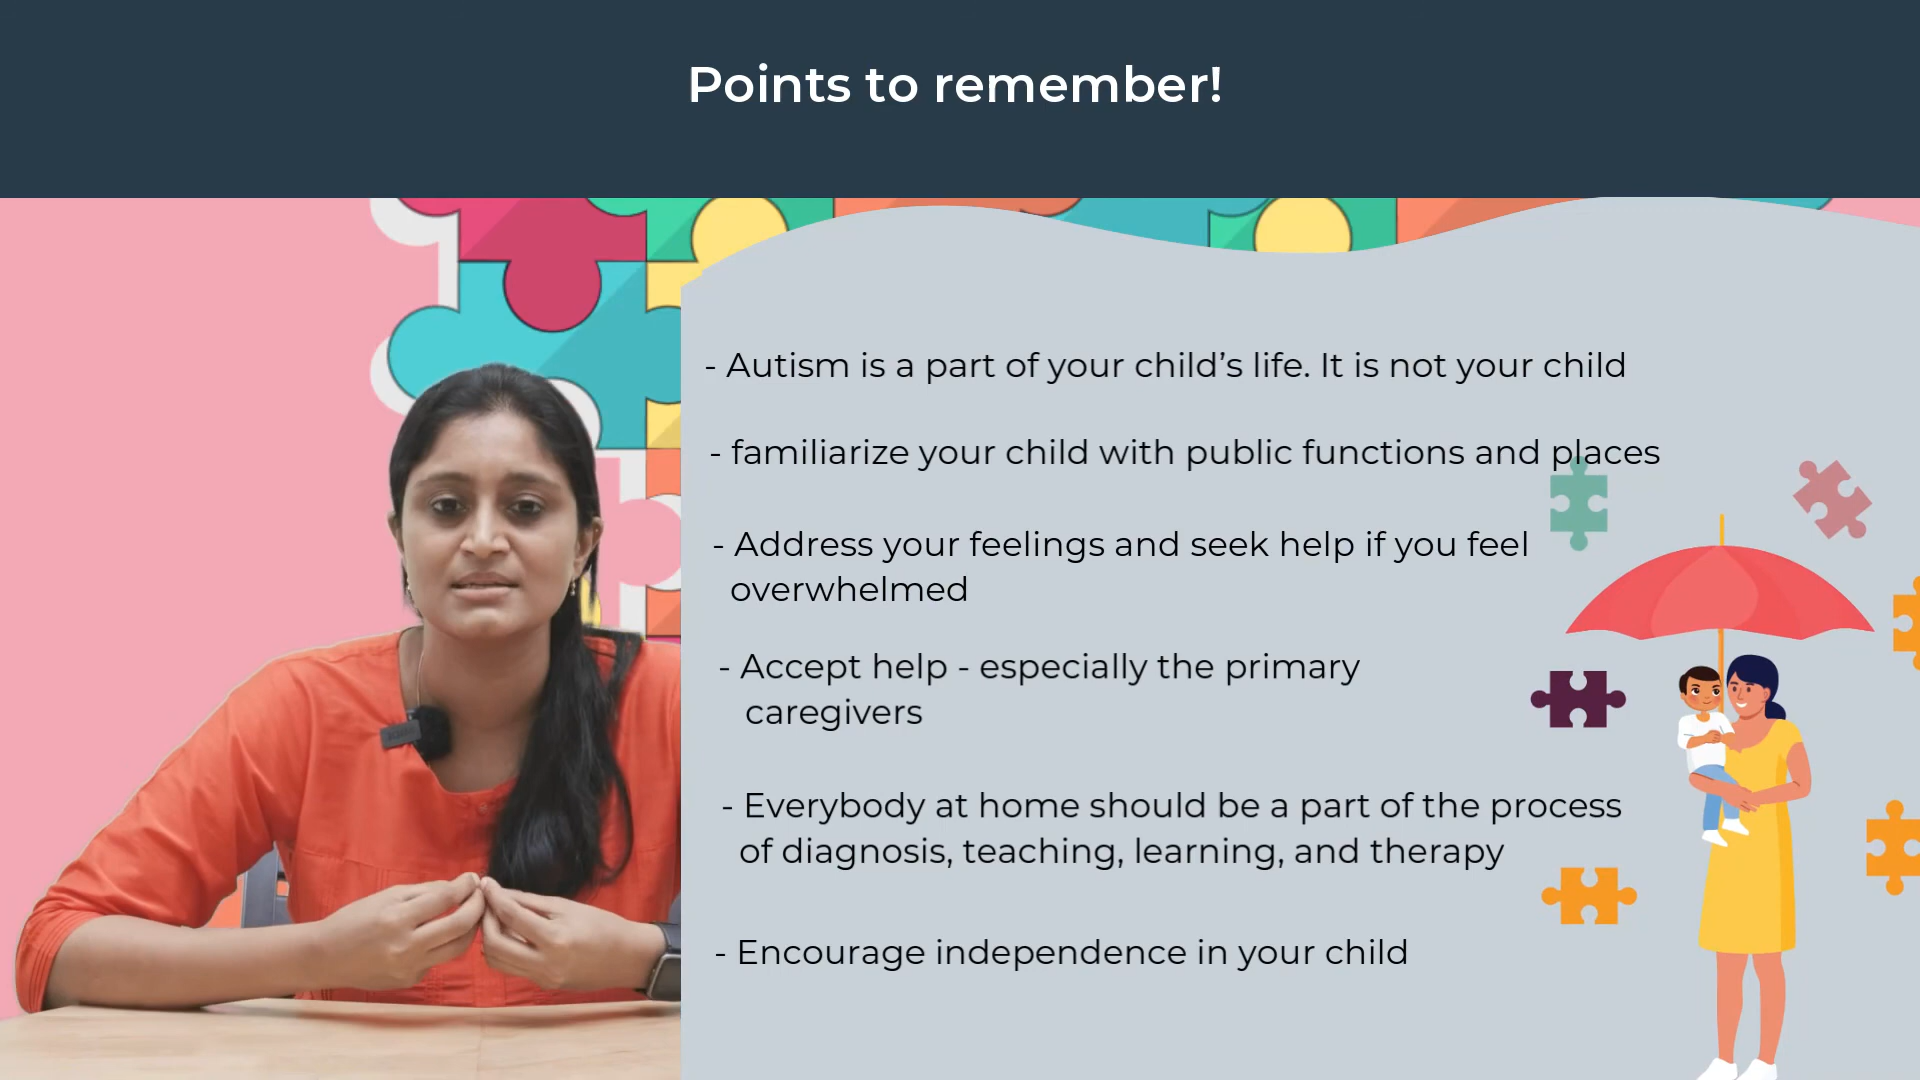 Points to remember!
- Autism is a part of your child’s life. It is not your child
- familiarize your child with public functions and places
- Address your feelings and seek help if you feel
overwhelmed
- Accept help - especially the primary
caregivers
- Everybody at home should be a part of the process
of diagnosis, teaching, learning, and therapy
- Encourage independence in your child